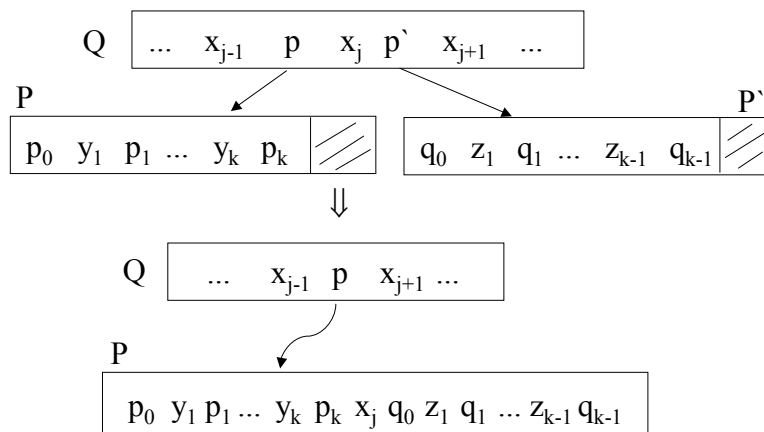 Q ... x_{j-1} p x_j p` x_{j+1} ...
P P`
p_0 y_1 p_1 ... y_k p_k q_0 z_1 q_1 ... z_{k-1} q_{k-1}
⇓
Q ... x_{j-1} p x_{j+1} ...
P
p_0 y_1 p_1 ... y_k p_k x_j q_0 z_1 q_1 ... z_{k-1} q_{k-1}